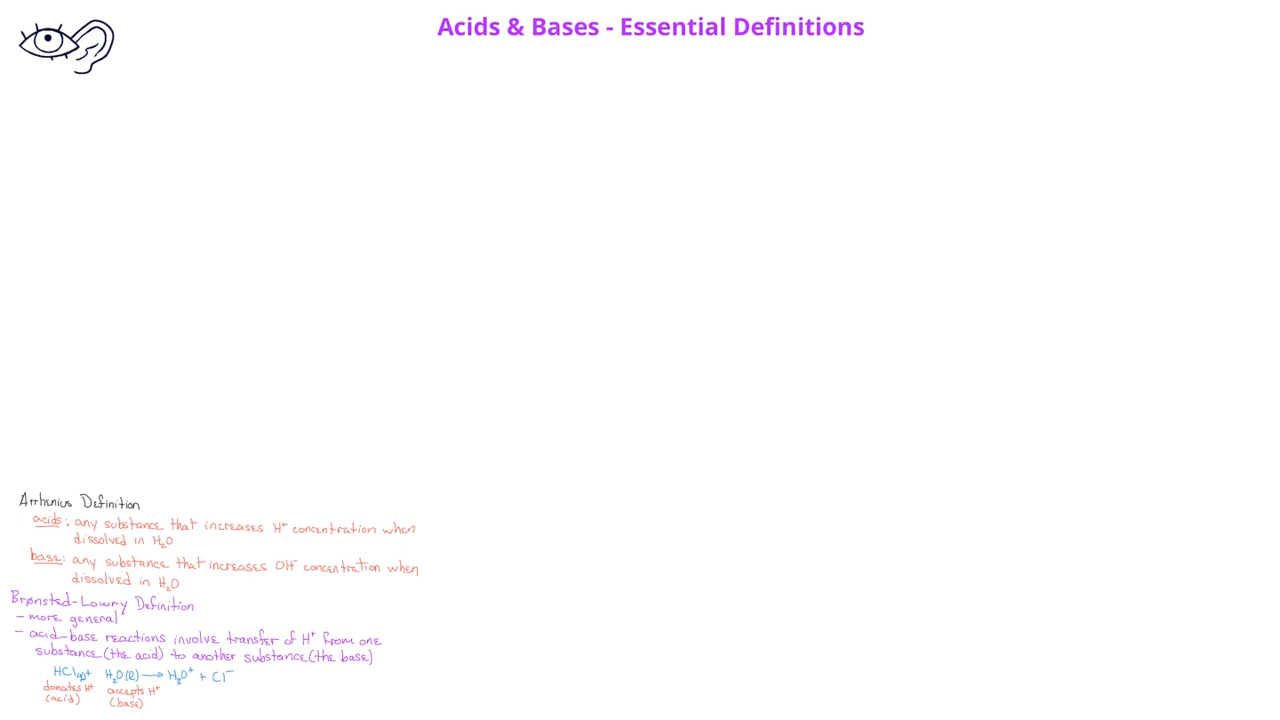 Acids & Bases - Essential Definitions
Arrhenius Definition
acids: any substance that increases H⁺ concentration when
dissolved in H₂O
base: any substance that increases OH⁻ concentration when
dissolved in H₂O
Brønsted-Lowry Definition
- more general
- acid-base reactions involve transfer of H⁺ from one
substance (the acid) to another substance (the base)
HCl + H₂O(l) → H₃O⁺ + Cl⁻
donates H⁺ accepts H⁺
(acid) (base)